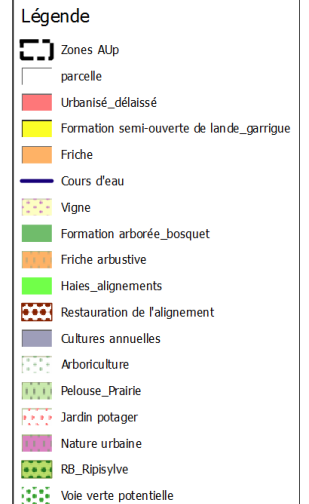 Légende
Zones AUp
parcelle
Urbanisé_délaissé
Formation semi-ouverte de lande_garrigue
Friche
Cours d'eau
Vigne
Formation arborée_bosquet
Friche arbustive
Haies_alignements
Restauration de l'alignement
Cultures annuelles
Arboriculture
Pelouse_Prairie
Jardin potager
Nature urbaine
RB_Ripisylve
Voie verte potentielle